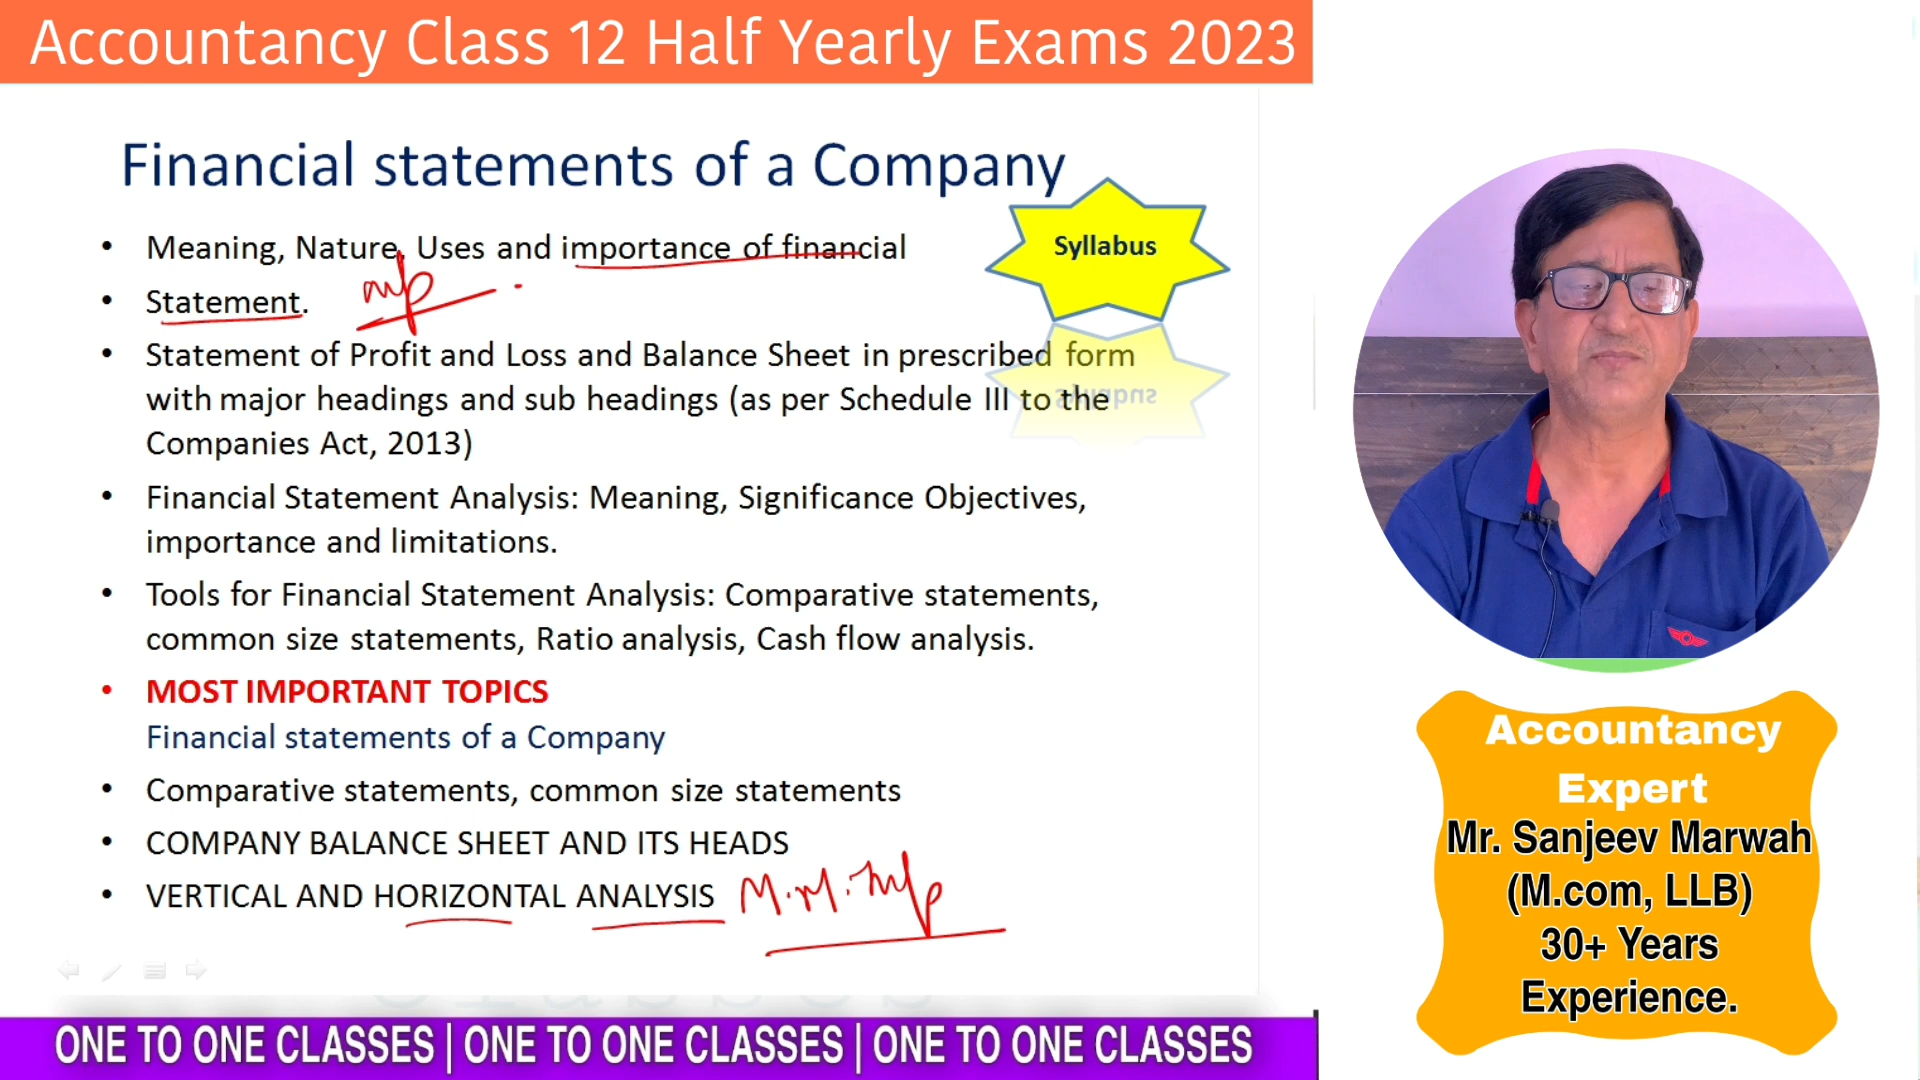 Accountancy Class 12 Half Yearly Exams 2023
Financial statements of a Company
Syllabus
• Meaning, Nature, Uses and importance of financial
• Statement.
• Statement of Profit and Loss and Balance Sheet in prescribed form
with major headings and sub headings (as per Schedule III to the
Companies Act, 2013)
• Financial Statement Analysis: Meaning, Significance Objectives,
importance and limitations.
• Tools for Financial Statement Analysis: Comparative statements,
common size statements, Ratio analysis, Cash flow analysis.
• MOST IMPORTANT TOPICS
Financial statements of a Company
• Comparative statements, common size statements
• COMPANY BALANCE SHEET AND ITS HEADS
• VERTICAL AND HORIZONTAL ANALYSIS
Accountancy
Expert
Mr. Sanjeev Marwah
(M.com, LLB)
30+ Years
Experience.
ONE TO ONE CLASSES | ONE TO ONE CLASSES | ONE TO ONE CLASSES